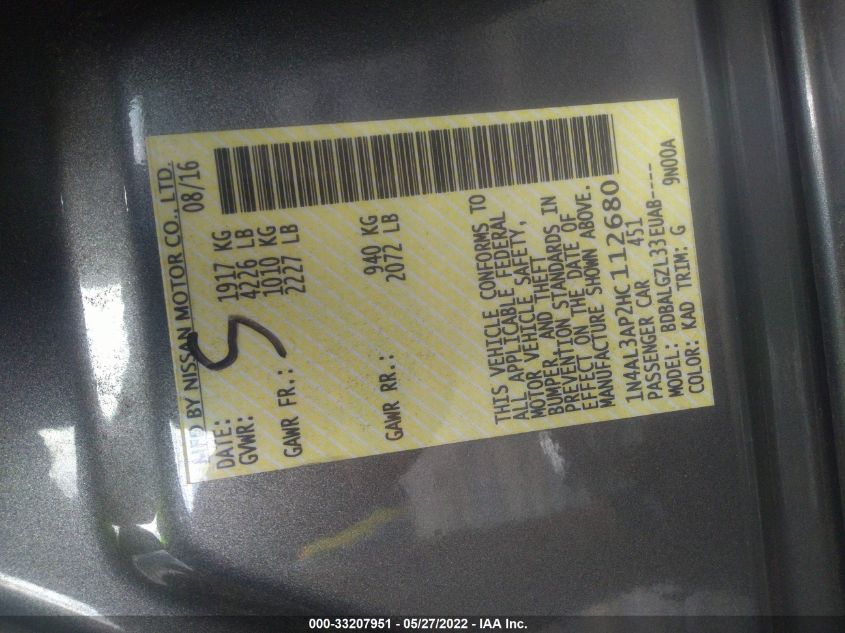 MFD BY NISSAN MOTOR CO., LTD.
DATE: 08/16
GVWR: 1917 KG
4226 LB
GAWR FR.: 1010 KG
2227 LB
GAWR RR.: 940 KG
2072 LB
5
THIS VEHICLE CONFORMS TO
ALL APPLICABLE FEDERAL
MOTOR VEHICLE SAFETY,
BUMPER, AND THEFT
PREVENTION STANDARDS IN
EFFECT ON THE DATE OF
MANUFACTURE SHOWN ABOVE.
1N4AL3AP2HC112680
PASSENGER CAR 451
MODEL: BDBALGZL33EUAB----
COLOR: KAD TRIM: G 9N00A
000-33207951 - 05/27/2022 - IAA Inc.